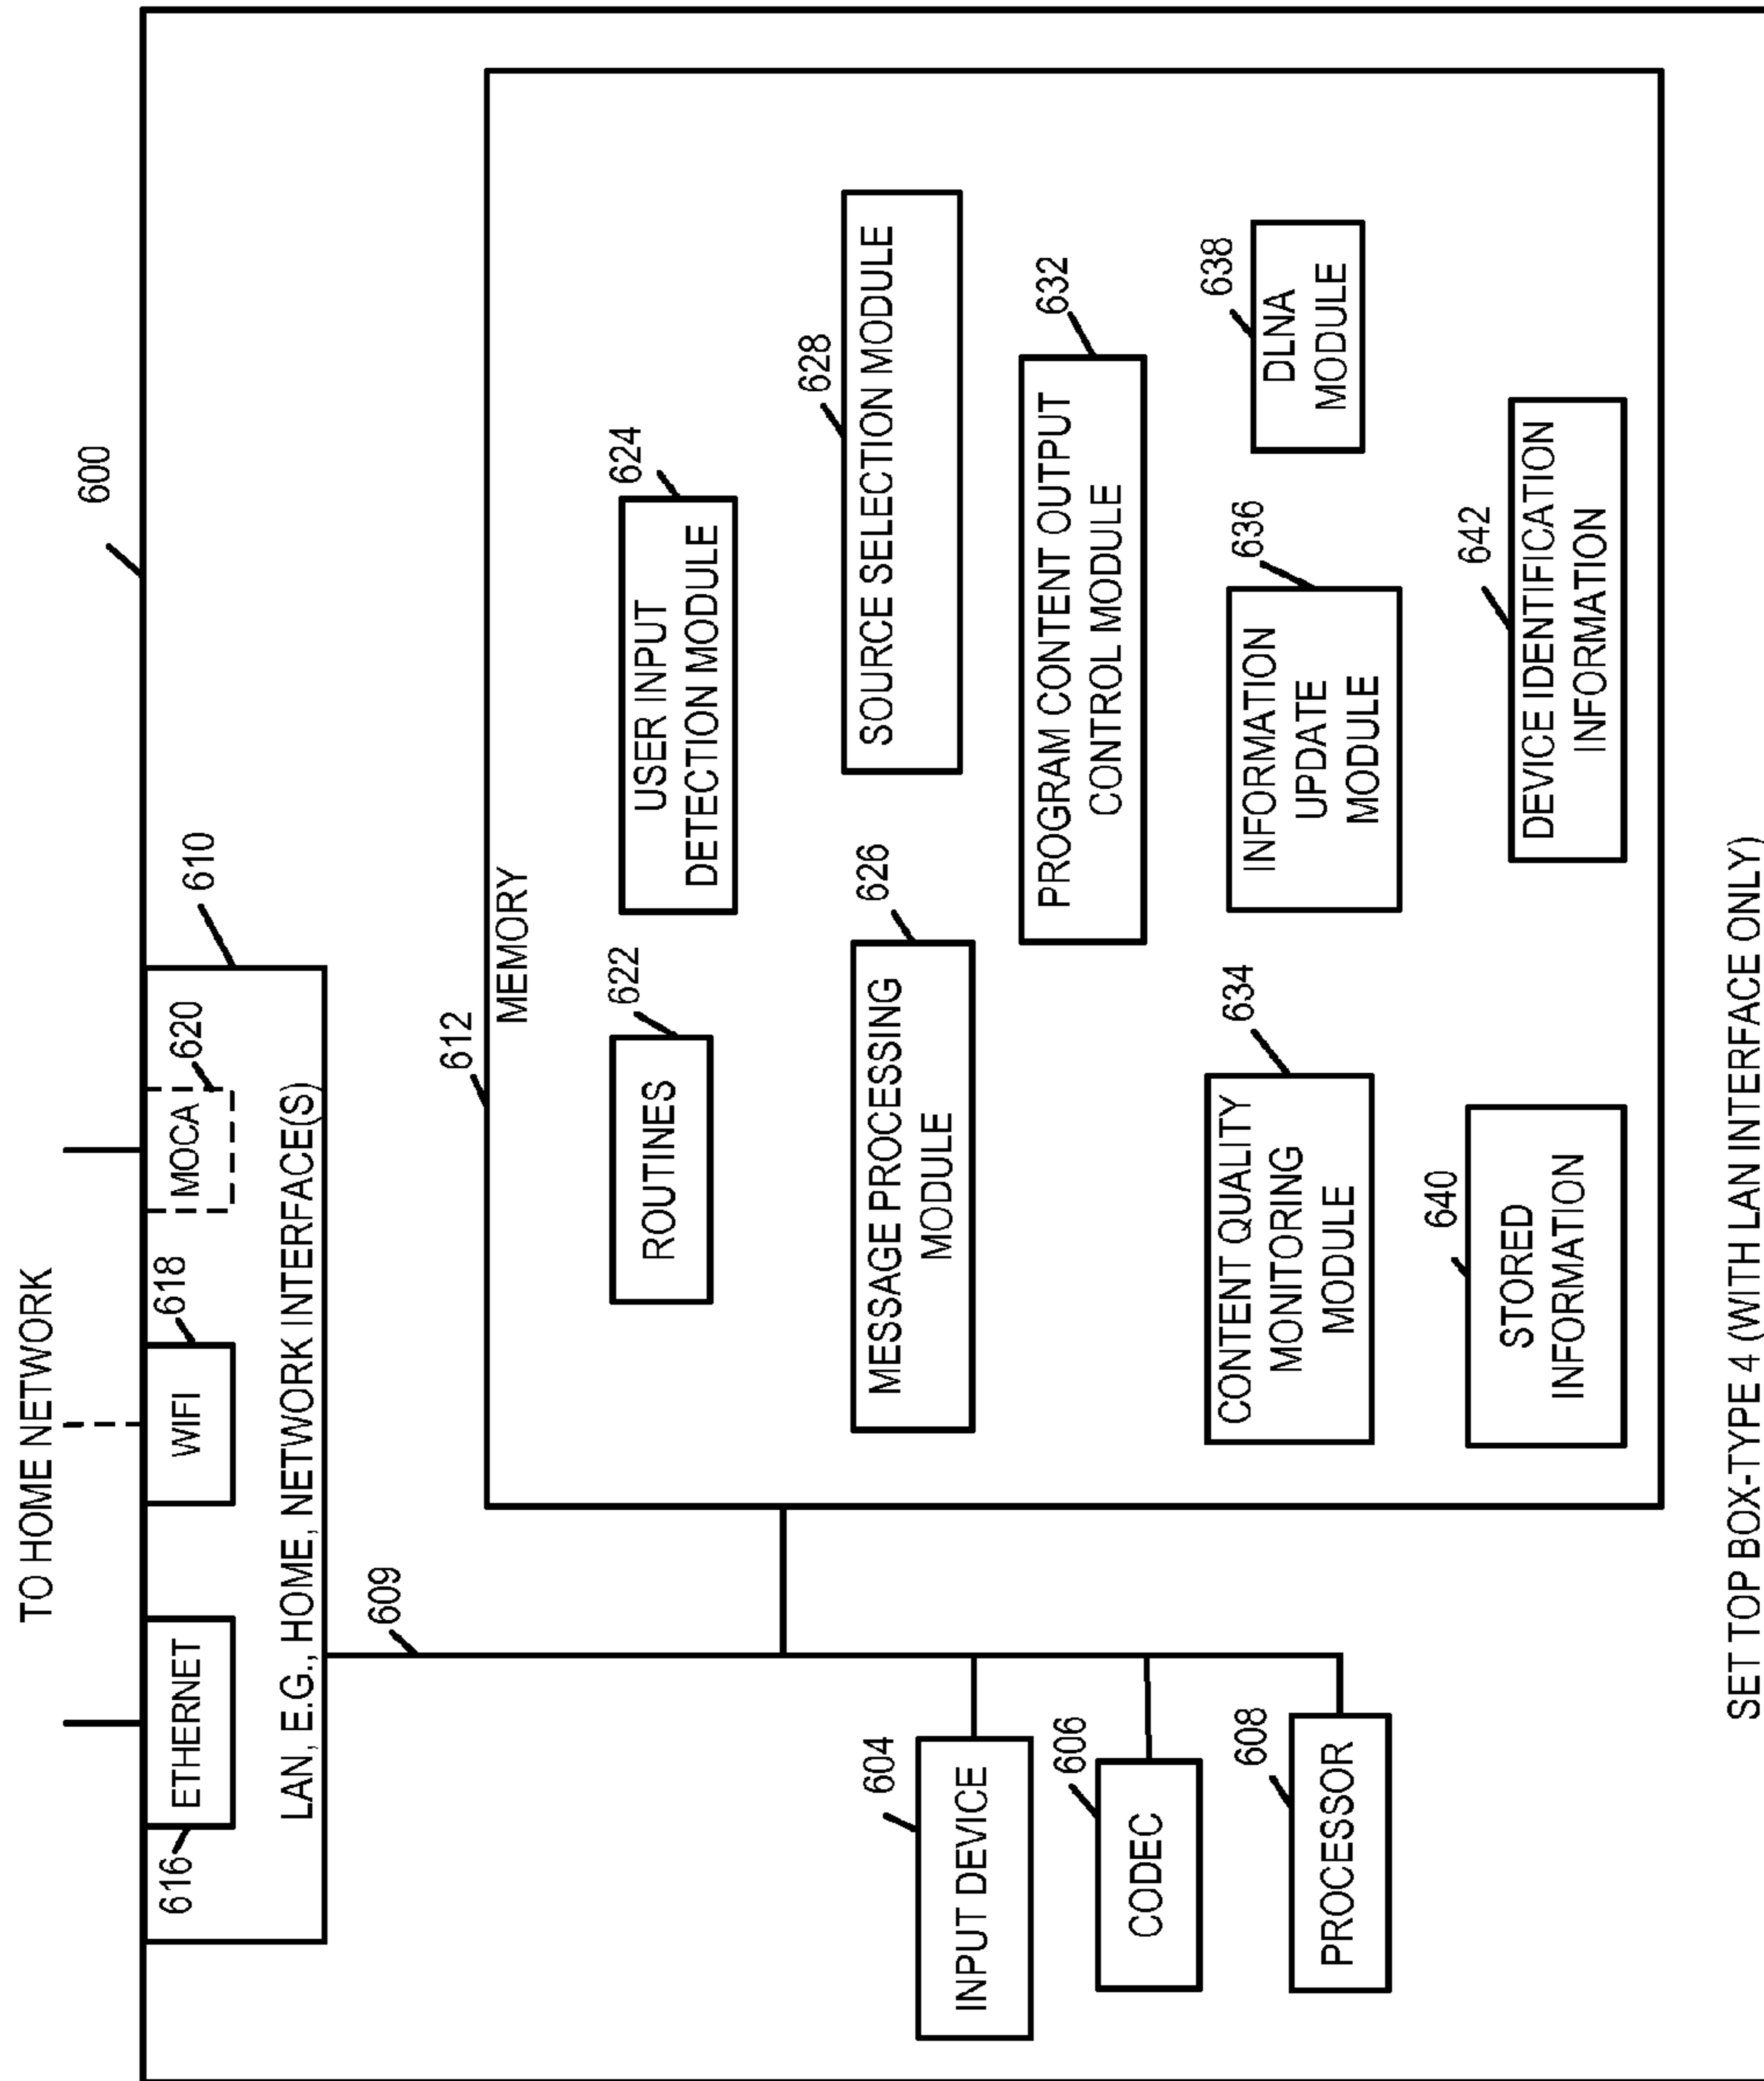 TO HOME NETWORK
600
616
ETHERNET
618
WIFI
620
MOCA
610
LAN, E.G., HOME, NETWORK INTERFACE(S)
609
612
MEMORY
604
INPUT DEVICE
606
CODEC
608
PROCESSOR
622
ROUTINES
624
USER INPUT
DETECTION MODULE
626
MESSAGE PROCESSING
MODULE
628
SOURCE SELECTION MODULE
632
PROGRAM CONTENT OUTPUT
CONTROL MODULE
634
CONTENT QUALITY
MONITORING
MODULE
636
INFORMATION
UPDATE
MODULE
638
DLNA
MODULE
640
STORED
INFORMATION
642
DEVICE IDENTIFICATION
INFORMATION
SET TOP BOX-TYPE 4 (WITH LAN INTERFACE ONLY)